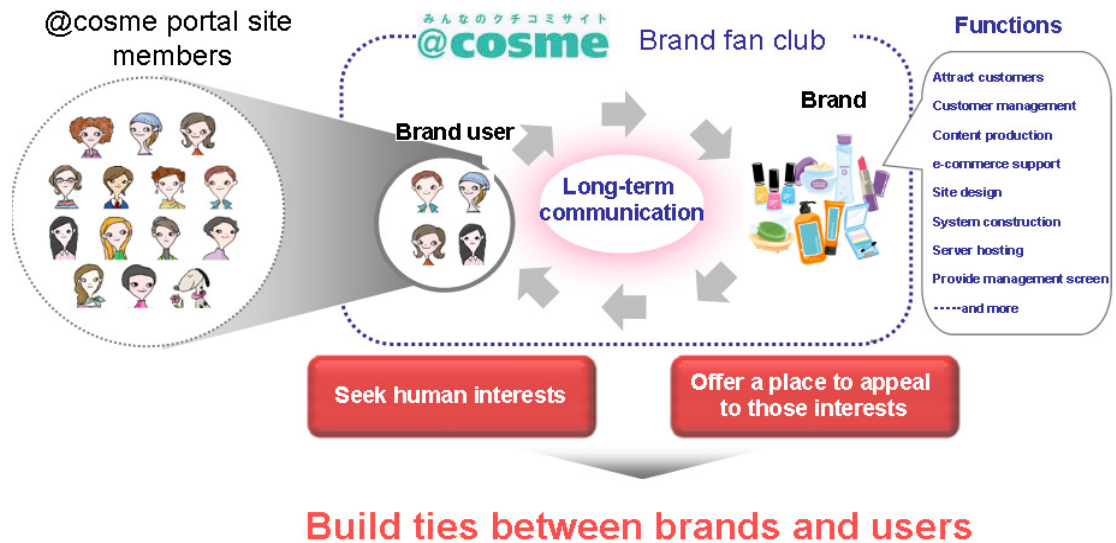 @cosme portal site
members
みんなのクチコミサイト
@cosme
Brand fan club
Functions
Attract customers
Customer management
Content production
e-commerce support
Site design
System construction
Server hosting
Provide management screen
-----and more
Brand user
Brand
Long-term
communication
Seek human interests
Offer a place to appeal
to those interests
Build ties between brands and users